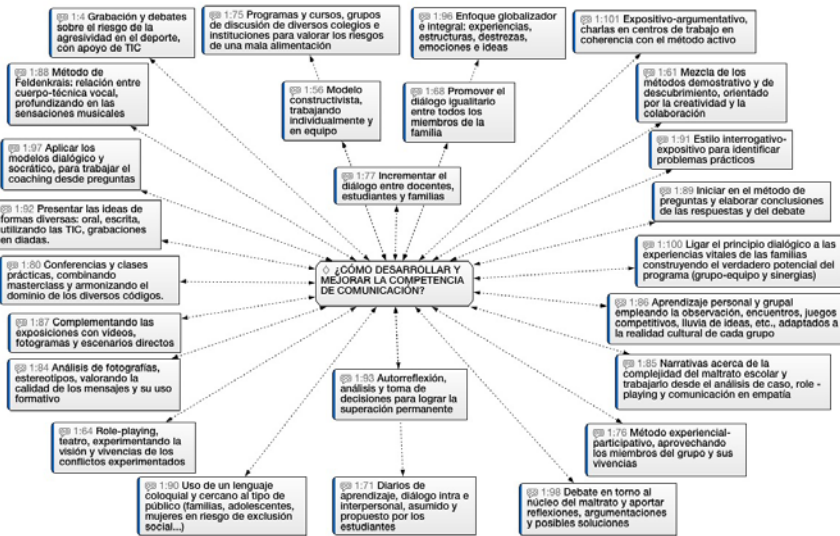 1:4 Grabación y debates
sobre el riesgo de la
agresividad en el deporte,
con apoyo de TIC
1:75 Programas y cursos, grupos
de discusión de diversos colegios e
instituciones para valorar los riesgos
de una mala alimentación
1:96 Enfoque globalizador
e integral: experiencias,
estructuras, destrezas,
emociones e ideas
1:101 Expositivo-argumentativo,
charlas en centros de trabajo en
coherencia con el método activo
1:88 Método de
Feldenkrais: relación entre
cuerpo-técnica vocal,
profundizando en las
sensaciones musicales
1:56 Modelo
constructivista,
trabajando
individualmente y
en equipo
1:68 Promover el
diálogo igualitario
entre todos los
miembros de la
familia
1:61 Mezcla de los
métodos demostrativo y de
descubrimiento, orientado
por la creatividad y la
colaboración
1:97 Aplicar los
modelos dialógico y
socrático, para trabajar el
coaching desde preguntas
1:91 Estilo interrogativo-
expositivo para identificar
problemas prácticos
1:77 Incrementar el
diálogo entre docentes,
estudiantes y familias
1:89 Iniciar en el método de
preguntas y elaborar conclusiones
de las respuestas y del debate
1:92 Presentar las ideas de
formas diversas: oral, escrita,
utilizando las TIC, grabaciones
en diadas.
1:100 Ligar el principio dialógico a las
experiencias vitales de las familias
construyendo el verdadero potencial del
programa (grupo-equipo y sinergias)
1:80 Conferencias y clases
prácticas, combinando
masterclass y armonizando el
dominio de los diversos códigos.
¿CÓMO DESARROLLAR Y
MEJORAR LA COMPETENCIA
DE COMUNICACIÓN?
1:86 Aprendizaje personal y grupal
empleando la observación, encuentros, juegos
competitivos, lluvia de ideas, etc., adaptados a
la realidad cultural de cada grupo
1:87 Complementando las
exposiciones con videos,
fotogramas y escenarios directos
1:84 Análisis de fotografías,
estereotipos, valorando la
calidad de los mensajes y su uso
formativo
1:93 Autorreflexión,
análisis y toma de
decisiones para lograr la
superación permanente
1:85 Narrativas acerca de la
complejidad del maltrato escolar y
trabajarlo desde el análisis de caso, role -
playing y comunicación en empatía
1:64 Role-playing,
teatro, experimentando la
visión y vivencias de los
conflictos experimentados
1:76 Método experiencial-
participativo, aprovechando
los miembros del grupo y sus
vivencias
1:90 Uso de un lenguaje
coloquial y cercano al tipo de
público (familias, adolescentes,
mujeres en riesgo de exclusión
social...)
1:71 Diarios de
aprendizaje, diálogo intra e
interpersonal, asumido y
propuesto por los
estudiantes
1:98 Debate en torno al
núcleo del maltrato y aportar
reflexiones, argumentaciones
y posibles soluciones